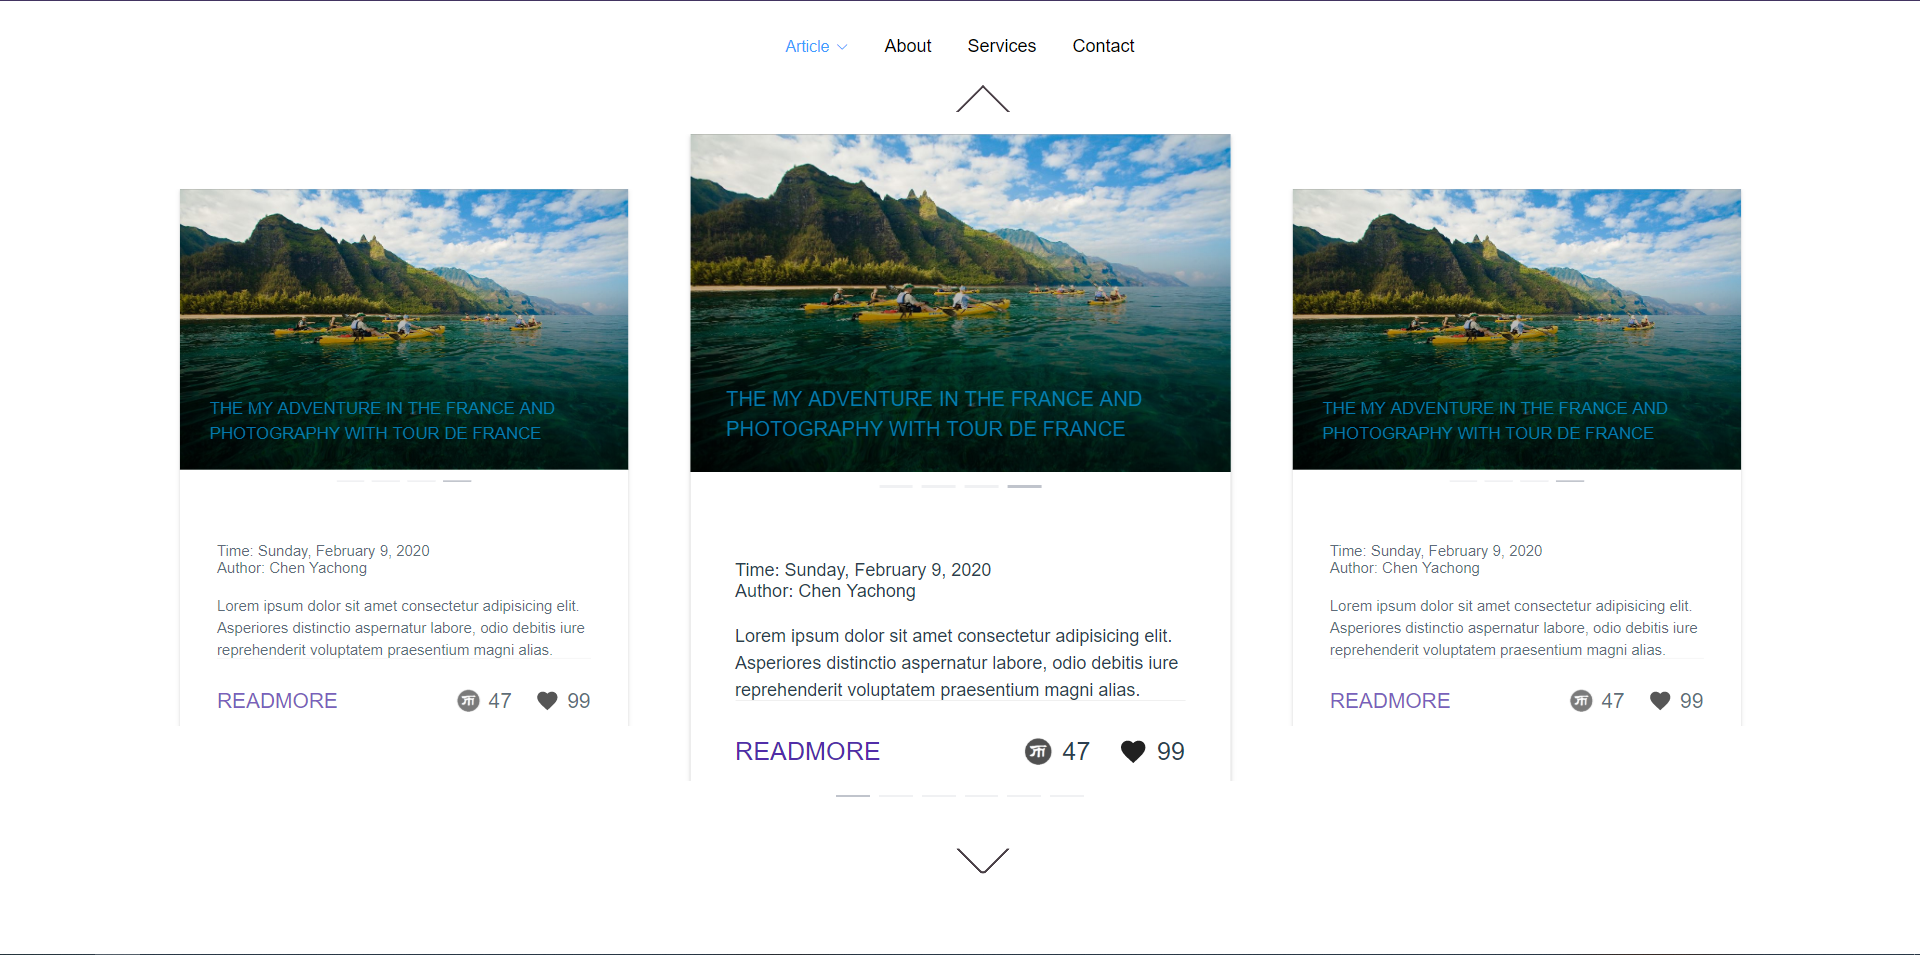 Article
About
Services
Contact
THE MY ADVENTURE IN THE FRANCE AND
PHOTOGRAPHY WITH TOUR DE FRANCE
Time: Sunday, February 9, 2020
Author: Chen Yachong
Lorem ipsum dolor sit amet consectetur adipisicing elit.
Asperiores distinctio aspernatur labore, odio debitis iure
reprehenderit voluptatem praesentium magni alias.
READMORE
47
99
THE MY ADVENTURE IN THE FRANCE AND
PHOTOGRAPHY WITH TOUR DE FRANCE
Time: Sunday, February 9, 2020
Author: Chen Yachong
Lorem ipsum dolor sit amet consectetur adipisicing elit.
Asperiores distinctio aspernatur labore, odio debitis iure
reprehenderit voluptatem praesentium magni alias.
READMORE
47
99
THE MY ADVENTURE IN THE FRANCE AND
PHOTOGRAPHY WITH TOUR DE FRANCE
Time: Sunday, February 9, 2020
Author: Chen Yachong
Lorem ipsum dolor sit amet consectetur adipisicing elit.
Asperiores distinctio aspernatur labore, odio debitis iure
reprehenderit voluptatem praesentium magni alias.
READMORE
47
99